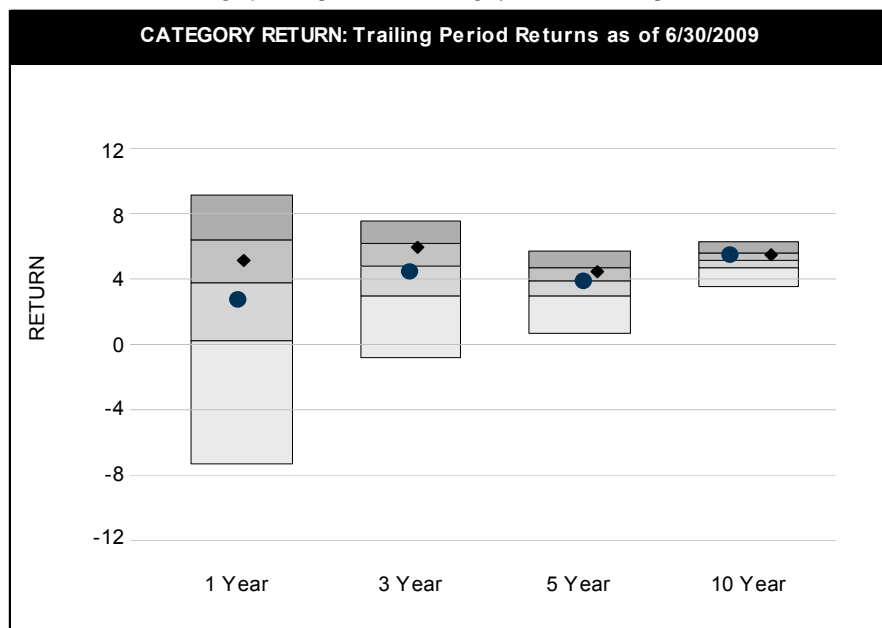 CATEGORY RETURN: Trailing Period Returns as of 6/30/2009
12
8
4
0
-4
-8
-12
RETURN
1 Year
3 Year
5 Year
10 Year